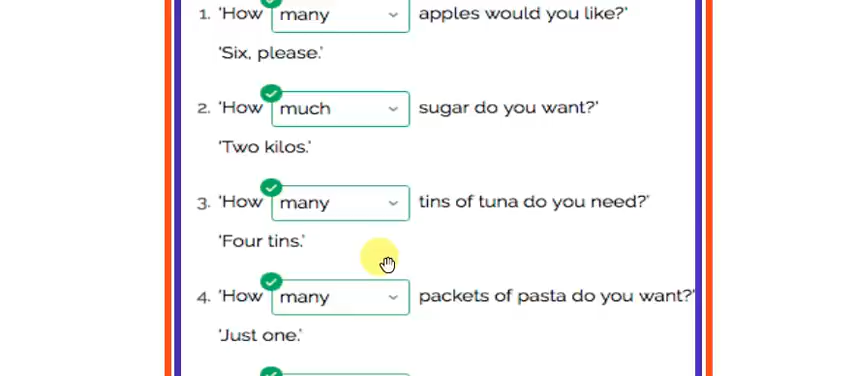 1. 'How many apples would you like?'
'Six, please.'
2. 'How much sugar do you want?'
'Two kilos.'
3. 'How many tins of tuna do you need?'
'Four tins.'
4. 'How many packets of pasta do you want?'
'Just one.'